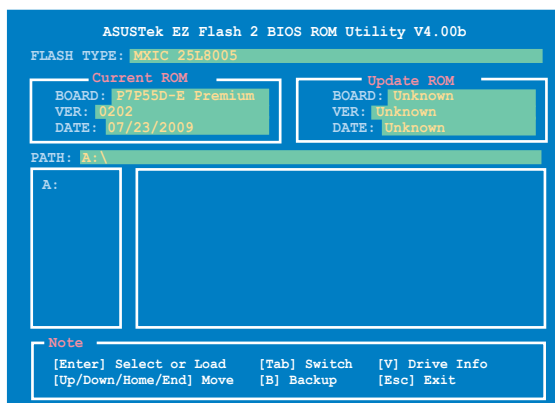 ASUSTek EZ Flash 2 BIOS ROM Utility V4.00b
FLASH TYPE: MXIC 25L8005
Current ROM
BOARD: P7P55D-E Premium
VER: 0202
DATE: 07/23/2009
Update ROM
BOARD: Unknown
VER: Unknown
DATE: Unknown
PATH: A:\
A:
Note
[Enter] Select or Load [Tab] Switch [V] Drive Info
[Up/Down/Home/End] Move [B] Backup [Esc] Exit